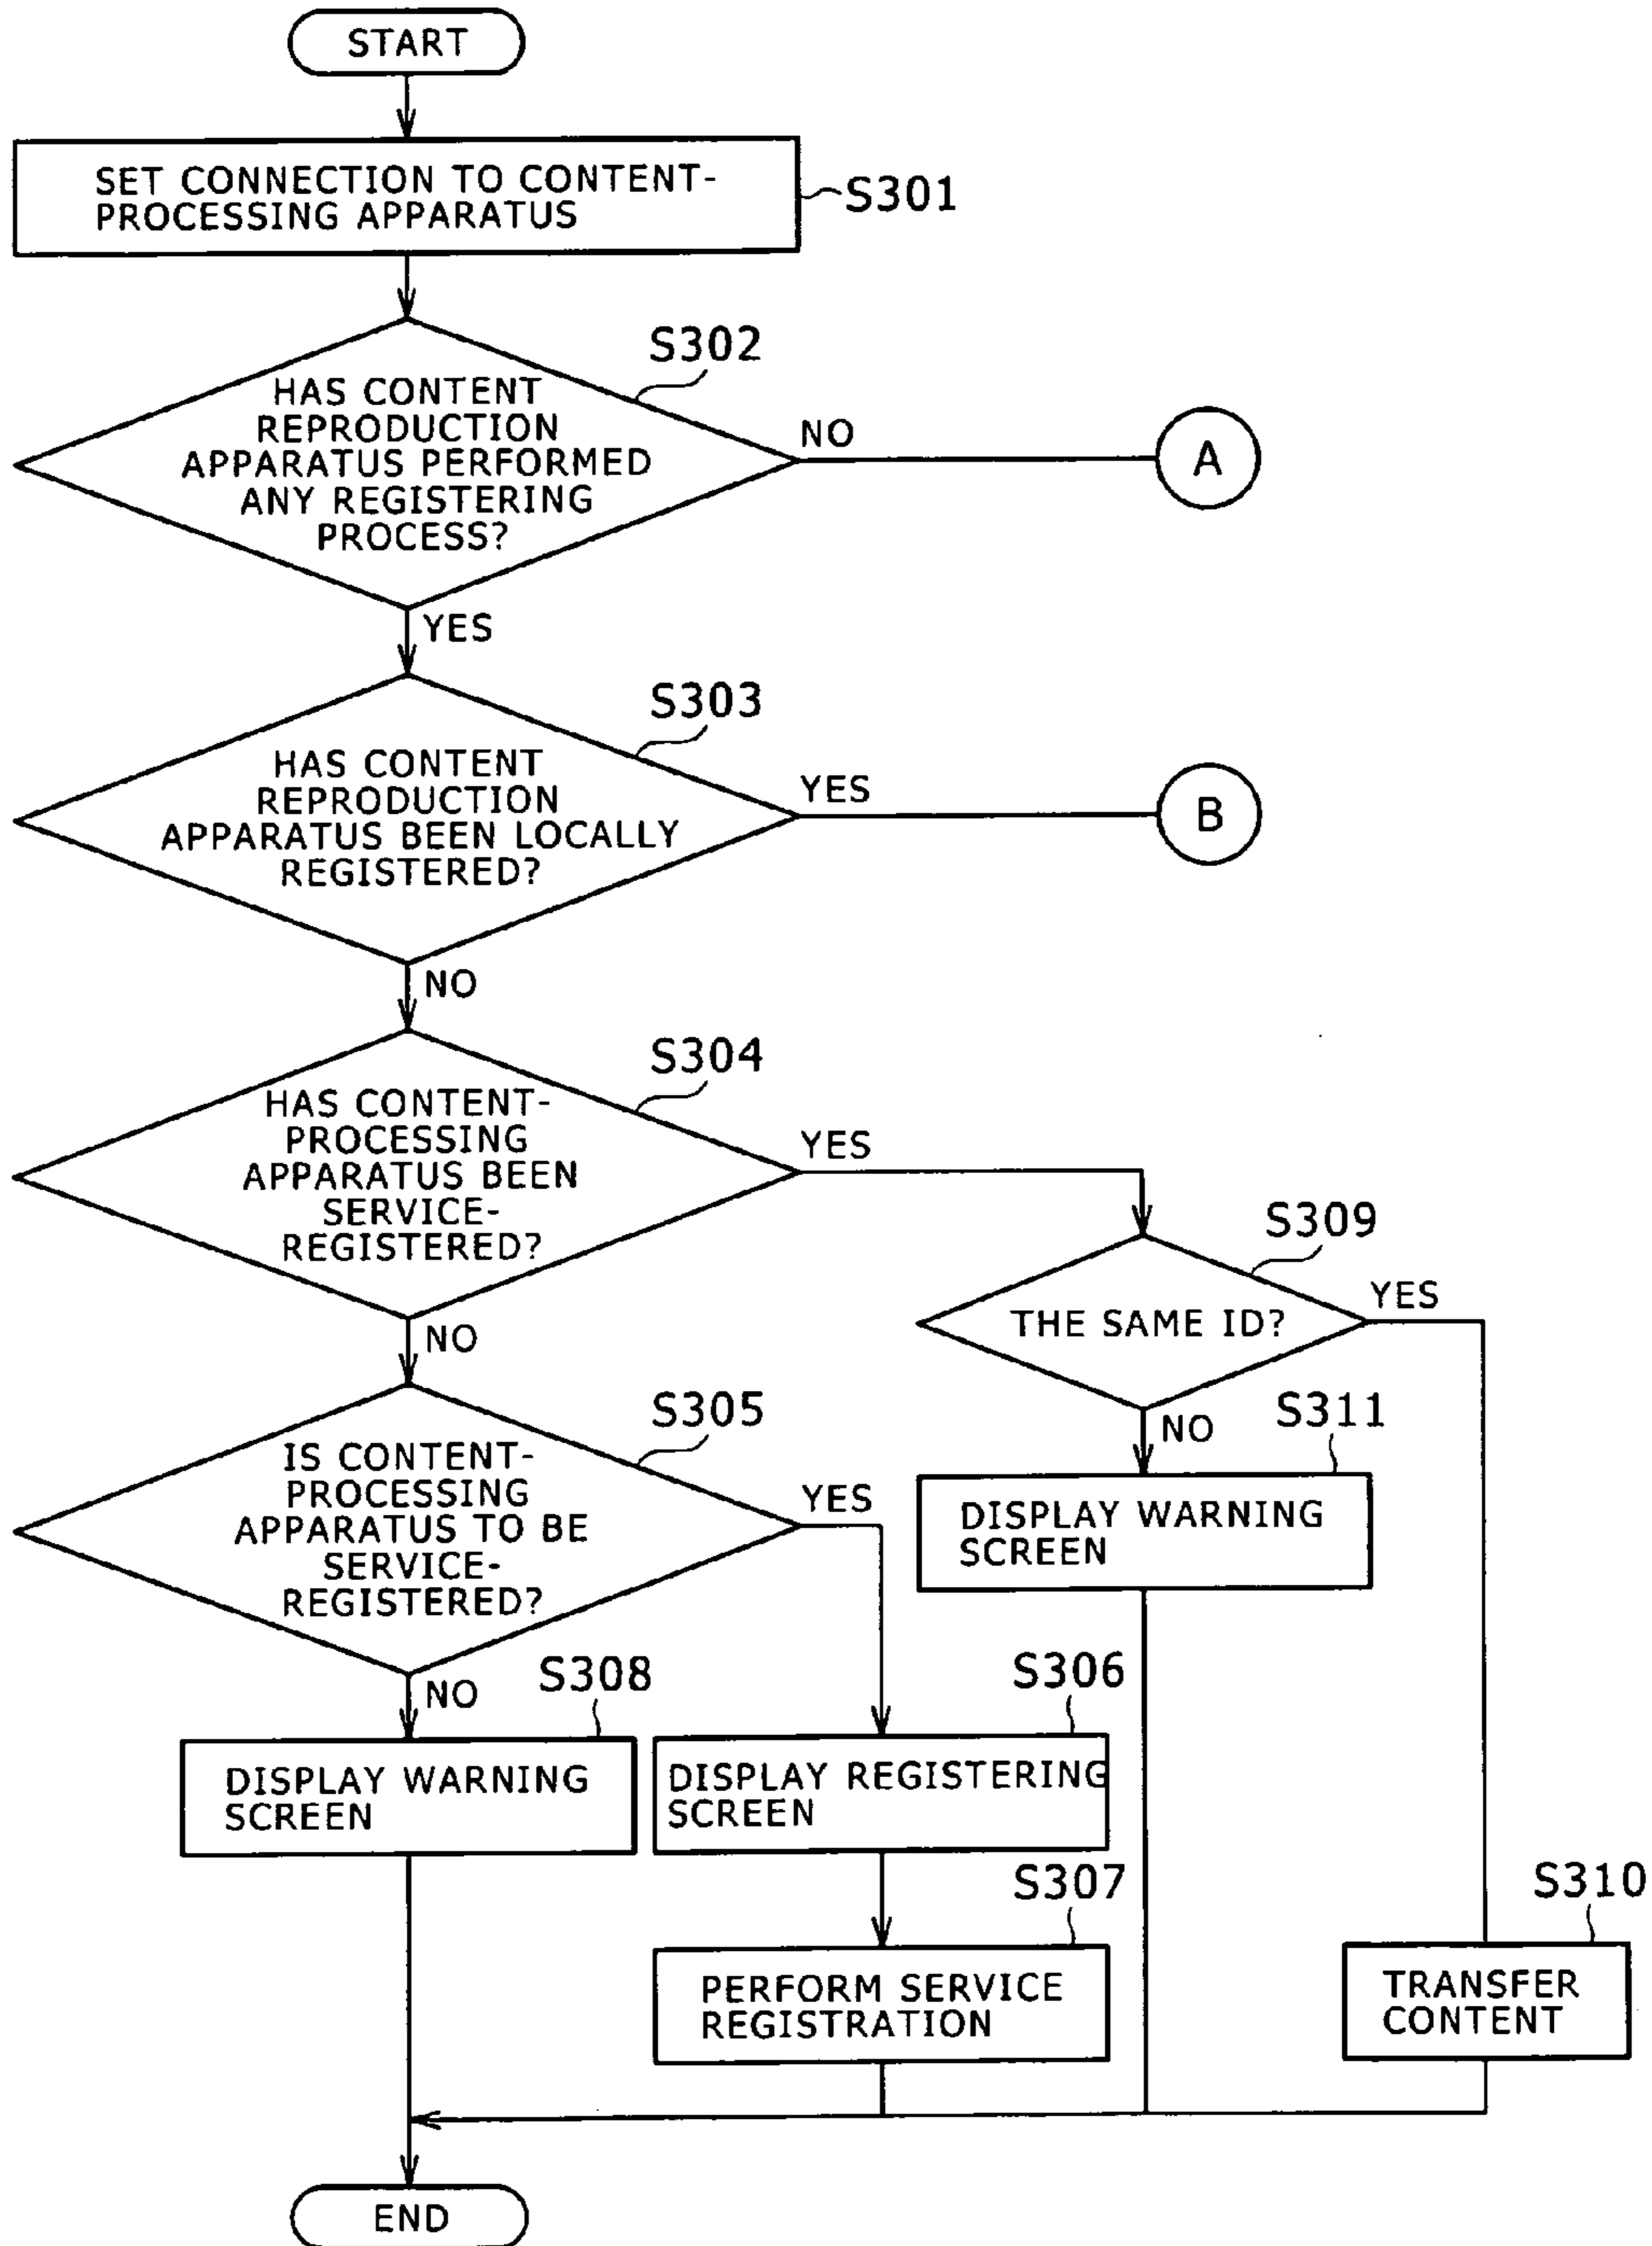 START
SET CONNECTION TO CONTENT-
PROCESSING APPARATUS
S301
S302
HAS CONTENT
REPRODUCTION
APPARATUS PERFORMED
ANY REGISTERING
PROCESS?
NO
A
YES
S303
HAS CONTENT
REPRODUCTION
APPARATUS BEEN LOCALLY
REGISTERED?
YES
B
NO
S304
HAS CONTENT-
PROCESSING
APPARATUS BEEN
SERVICE-
REGISTERED?
YES
NO
S309
THE SAME ID?
YES
NO
S305
IS CONTENT-
PROCESSING
APPARATUS TO BE
SERVICE-
REGISTERED?
YES
NO
S311
DISPLAY WARNING
SCREEN
S308
DISPLAY WARNING
SCREEN
S306
DISPLAY REGISTERING
SCREEN
S307
PERFORM SERVICE
REGISTRATION
S310
TRANSFER
CONTENT
END